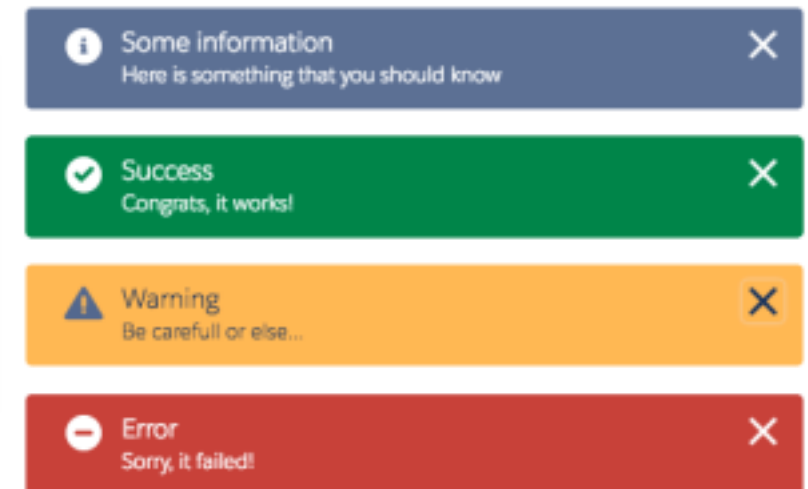 Some information
Here is something that you should know
Success
Congrats, it works!
Warning
Be carefull or else...
Error
Sorry, it failed!